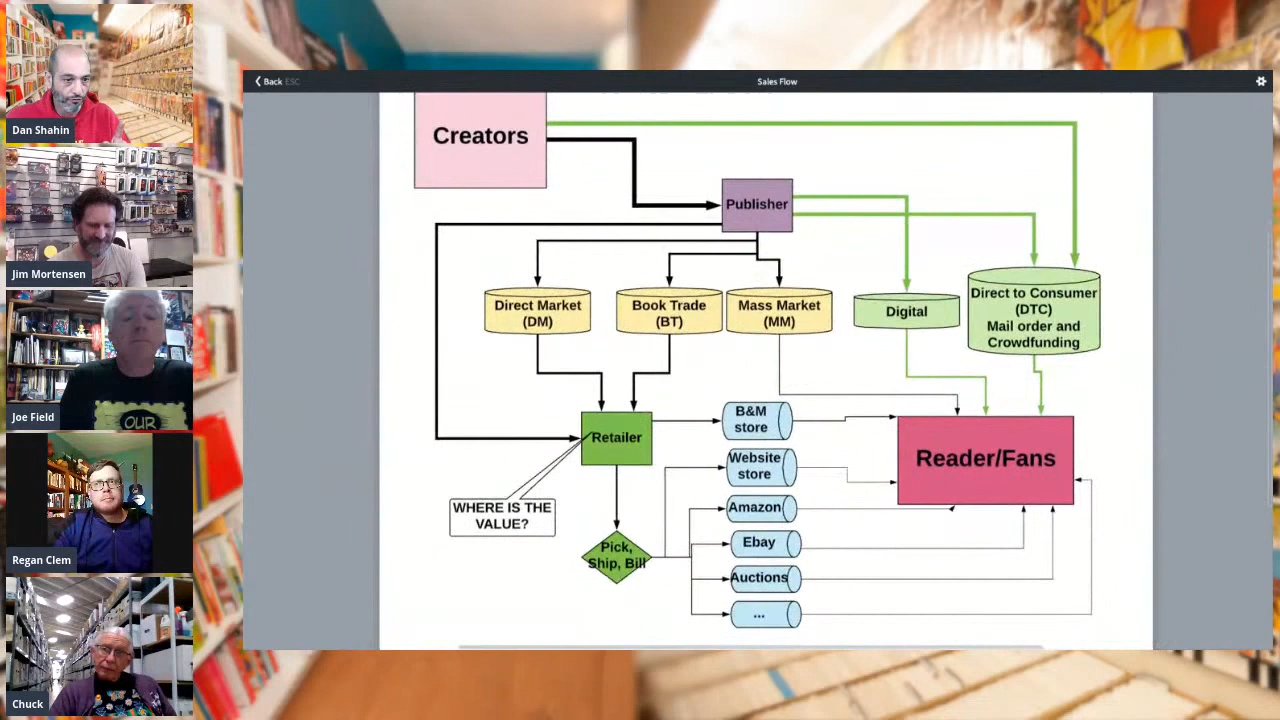 Back ESC
Sales Flow
Dan Shahin
Jim Mortensen
Joe Field
OUR
Regan Clem
Chuck
Creators
Publisher
Direct Market
(DM)
Book Trade
(BT)
Mass Market
(MM)
Digital
Direct to Consumer
(DTC)
Mail order and
Crowdfunding
Retailer
B&M
store
Website
store
Amazon
Ebay
Auctions
...
Reader/Fans
WHERE IS THE
VALUE?
Pick,
Ship, Bill